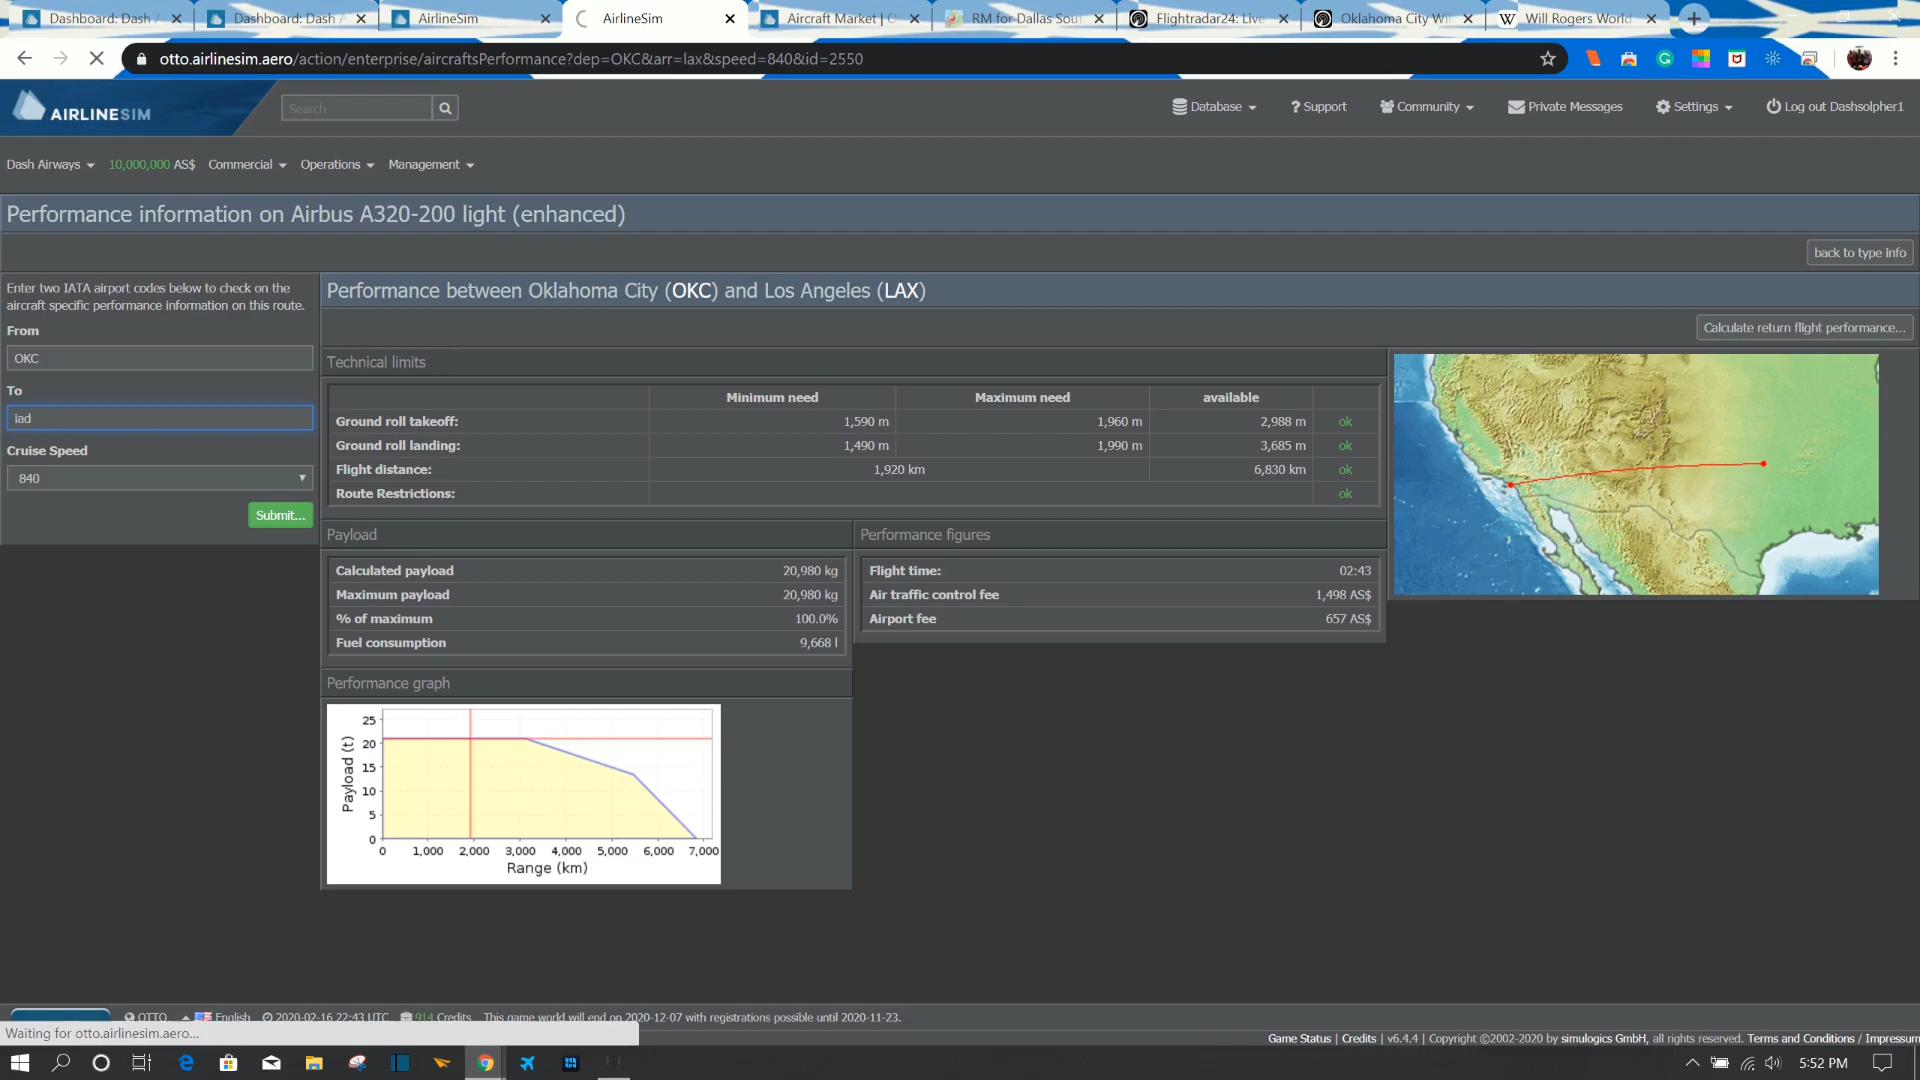 Dashboard: Dash
Dashboard: Dash
AirlineSim
AirlineSim
Aircraft Market |
RM for Dallas Sout
Flightradar24: Live
Oklahoma City Wil
Will Rogers World
otto.airlinesim.aero/action/enterprise/aircraftsPerformance?dep=OKC&arr=lax&speed=840&id=2550
AIRLINESIM
Search
Database
? Support
Community
Private Messages
Settings
Log out Dashsolpher1
Dash Airways
10,000,000 AS$
Commercial
Operations
Management
Performance information on Airbus A320-200 light (enhanced)
back to type info
Enter two IATA airport codes below to check on the
aircraft specific performance information on this route.
From
OKC
To
iad
Cruise Speed
840
Submit...
Performance between Oklahoma City (OKC) and Los Angeles (LAX)
Calculate return flight performance...
Technical limits
Minimum need Maximum need available
Ground roll takeoff: 1,590 m 1,960 m 2,988 m ok
Ground roll landing: 1,490 m 1,990 m 3,685 m ok
Flight distance: 1,920 km 6,830 km ok
Route Restrictions: ok
Payload
Calculated payload 20,980 kg
Maximum payload 20,980 kg
% of maximum 100.0%
Fuel consumption 9,668 l
Performance figures
Flight time: 02:43
Air traffic control fee 1,498 AS$
Airport fee 657 AS$
Performance graph
Payload (t)
25
20
15
10
5
0
0 1,000 2,000 3,000 4,000 5,000 6,000 7,000
Range (km)
OTTO English 2020-02-16 22:43 UTC 914 Credits This game world will end on 2020-12-07 with registrations possible until 2020-11-23.
Waiting for otto.airlinesim.aero...
Game Status | Credits | v6.4.4 | Copyright ©2002-2020 by simulogics GmbH, all rights reserved. Terms and Conditions / Impressum
5:52 PM